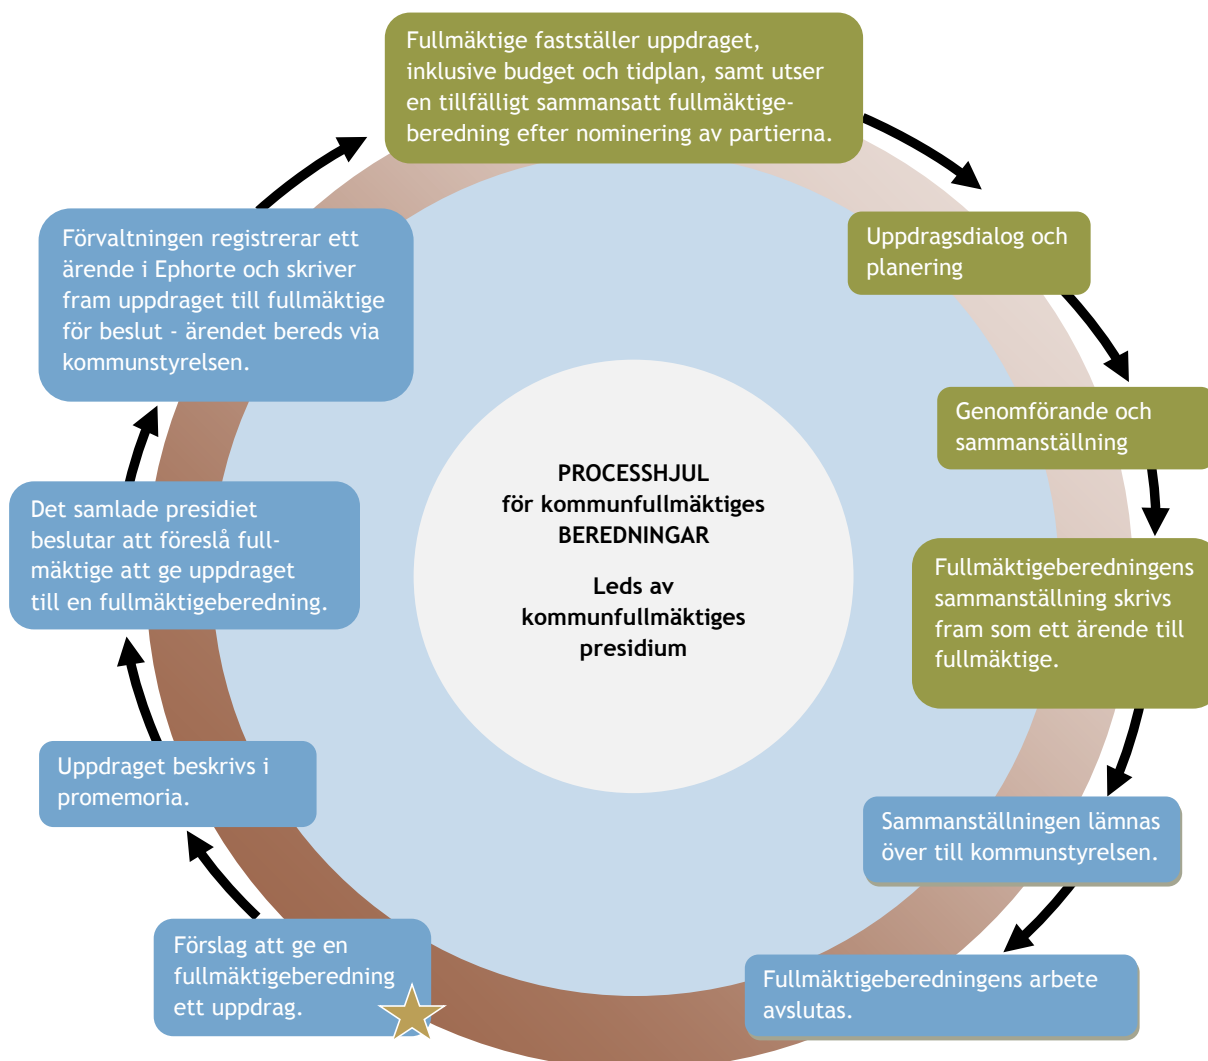 Fullmäktige fastställer uppdraget,
inklusive budget och tidplan, samt utser
en tillfälligt sammansatt fullmäktige-
beredning efter nominering av partierna.
Uppdragsdialog och
planering
Genomförande och
sammanställning
Fullmäktigeberedningens
sammanställning skrivs
fram som ett ärende till
fullmäktige.
Sammanställningen lämnas
över till kommunstyrelsen.
Fullmäktigeberedningens arbete
avslutas.
Förslag att ge en
fullmäktigeberedning
ett uppdrag.
Uppdraget beskrivs i
promemoria.
Det samlade presidiet
beslutar att föreslå full-
mäktige att ge uppdraget
till en fullmäktigeberedning.
Förvaltningen registrerar ett
ärende i Ephorte och skriver
fram uppdraget till fullmäktige
för beslut - ärendet bereds via
kommunstyrelsen.
PROCESSHJUL
för kommunfullmäktiges
BEREDNINGAR
Leds av
kommunfullmäktiges
presidium